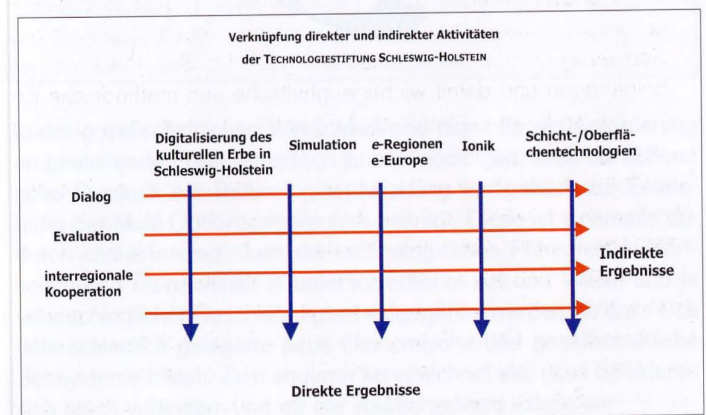 Verknüpfung direkter und indirekter Aktivitäten
der TECHNOLOGIESTIFTUNG SCHLESWIG-HOLSTEIN
Digitalisierung des
kulturellen Erbe in
Schleswig-Holstein
Simulation
e-Regionen
e-Europe
Ionik
Schicht-/Oberflä-
chentechnologien
Dialog
Evaluation
interregionale
Kooperation
Indirekte
Ergebnisse
Direkte Ergebnisse